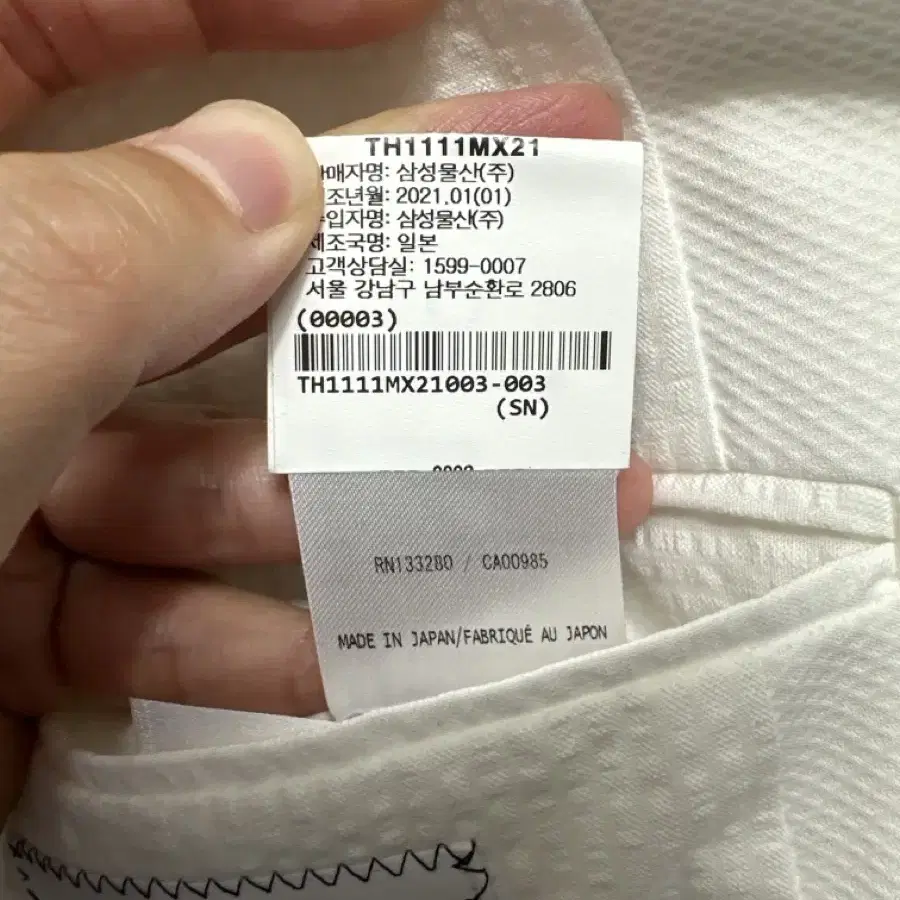 TH1111MX21
매자명: 삼성물산(주)
조년월: 2021.01(01)
입자명: 삼성물산(주)
제조국명: 일본
고객상담실: 1599-0007
서울 강남구 남부순환로 2806
(00003)
TH1111MX21003-003
(SN)
RN133280 / CA00985
MADE IN JAPAN/FABRIQUÉ AU JAPON